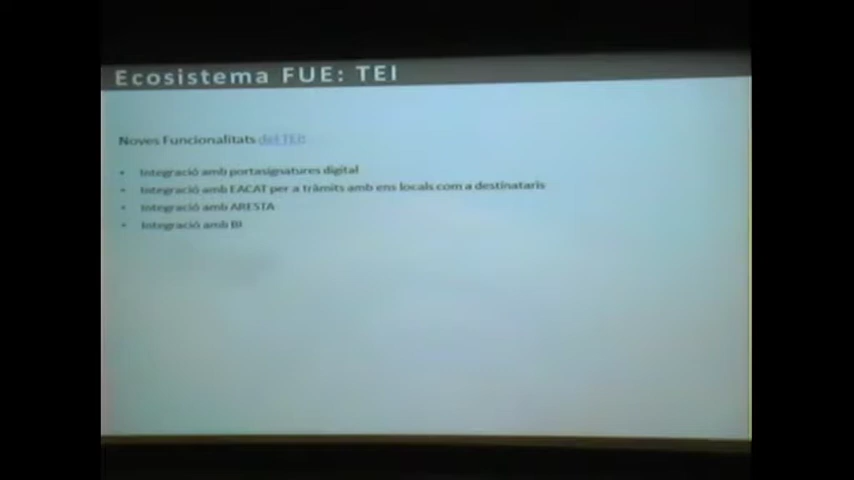 Ecosistema FUE: TEI
Noves Funcionalitats del TEI:
• Integració amb portasignatures digital
• Integració amb EACAT per a tràmits amb ens locals com a destinataris
• Integració amb ARESTA
• Integració amb BI